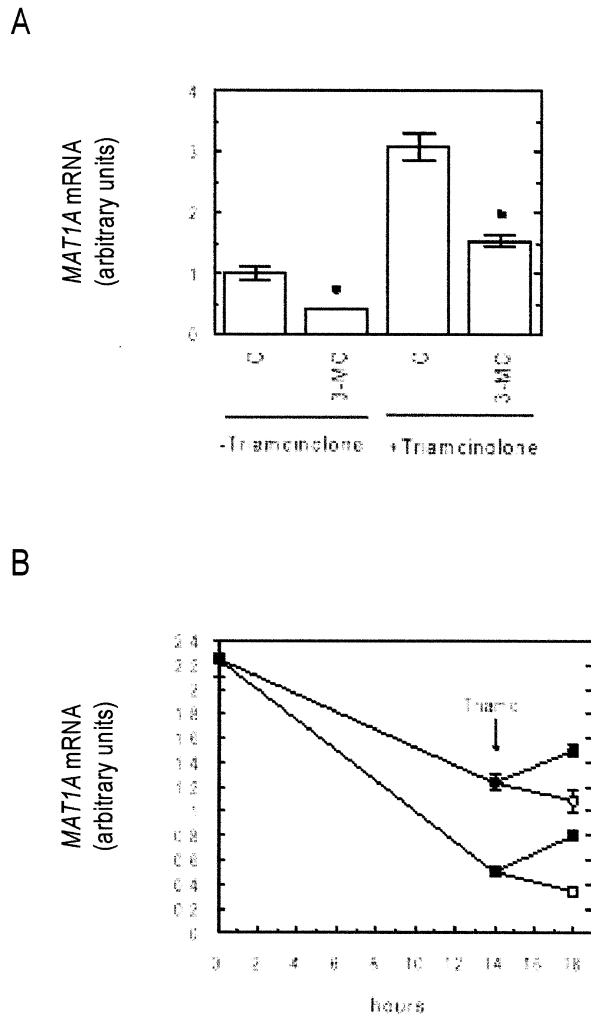 A
MAT1A mRNA
(arbitrary units)
4
3
2
1
0
C
3-MC
C
3-MC
-Triamcinolone
+Triamcinolone
B
MAT1A mRNA
(arbitrary units)
2.4
2.2
2
1.8
1.6
1.4
1.2
1
0.8
0.6
0.4
0.2
0
Triamc
0 2 4 6 8 10 12 14 16 18
hours